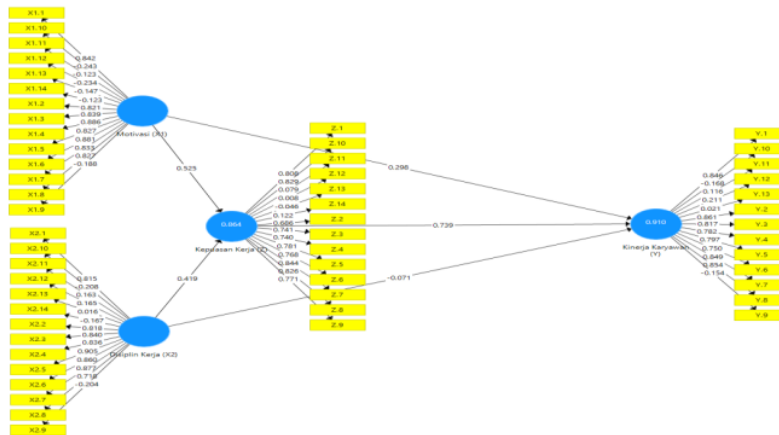 X1.1
X1.10
X1.11
X1.12
X1.13
X1.14
X1.2
X1.3
X1.4
X1.5
X1.6
X1.7
X1.8
X1.9
0.842
-0.243
-0.123
-0.234
-0.147
-0.123
0.821
0.839
0.886
0.827
0.881
0.833
0.827
-0.188
Motivasi (X1)
0.525
X2.1
X2.10
X2.11
X2.12
X2.13
X2.14
X2.2
X2.3
X2.4
X2.5
X2.6
X2.7
X2.8
X2.9
0.815
-0.208
0.163
0.165
0.016
-0.167
0.818
0.840
0.836
0.905
0.860
0.877
0.718
-0.204
Disiplin Kerja (X2)
0.419
0.864
Kepuasan Kerja (Z)
0.808
0.829
0.079
0.008
-0.046
0.122
0.686
0.741
0.740
0.781
0.768
0.844
0.826
0.771
Z.1
Z.10
Z.11
Z.12
Z.13
Z.14
Z.2
Z.3
Z.4
Z.5
Z.6
Z.7
Z.8
Z.9
0.298
0.739
-0.071
0.910
Kinerja Karyawan
(Y)
0.846
-0.168
0.116
0.211
0.021
0.861
0.817
0.782
0.797
0.750
0.849
0.854
-0.154
Y.1
Y.10
Y.11
Y.12
Y.13
Y.2
Y.3
Y.4
Y.5
Y.6
Y.7
Y.8
Y.9